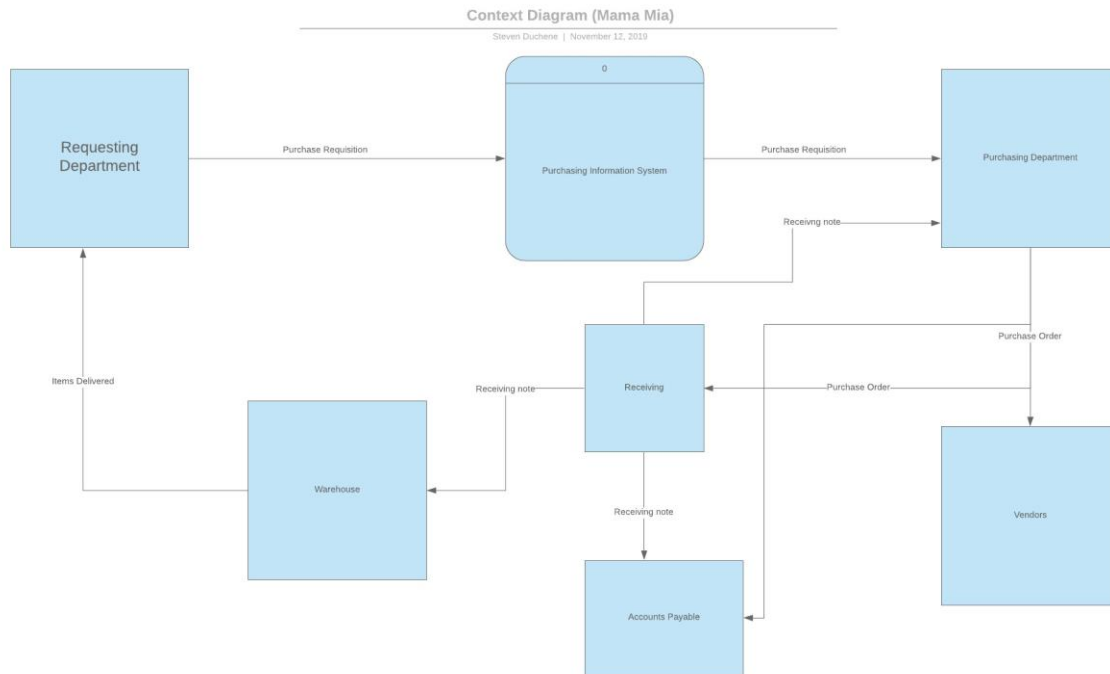 Context Diagram (Mama Mia)
Steven Duchene | November 12, 2019
0
Requesting
Department
Purchase Requisition
Purchasing Information System
Purchase Requisition
Purchasing Department
Receivng note
Purchase Order
Items Delivered
Receiving note
Receiving
Purchase Order
Warehouse
Receiving note
Vendors
Accounts Payable